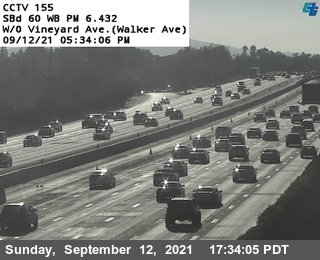 CCTV 155
SBd 60 WB PM 6.432
W/O Vineyard Ave.(Walker Ave)
09/12/21 05:34:06 PM
Sunday, September 12, 2021 17:34:05 PDT